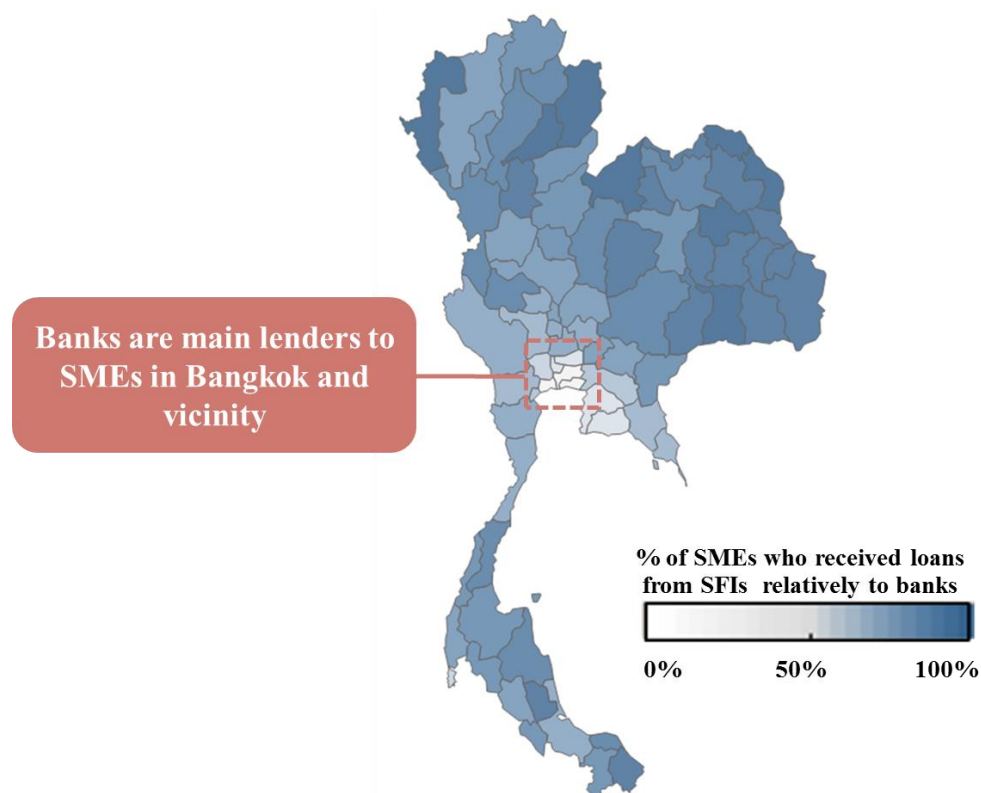 Banks are main lenders to
SMEs in Bangkok and
vicinity
% of SMEs who received loans
from SFIs relatively to banks
0% 50% 100%